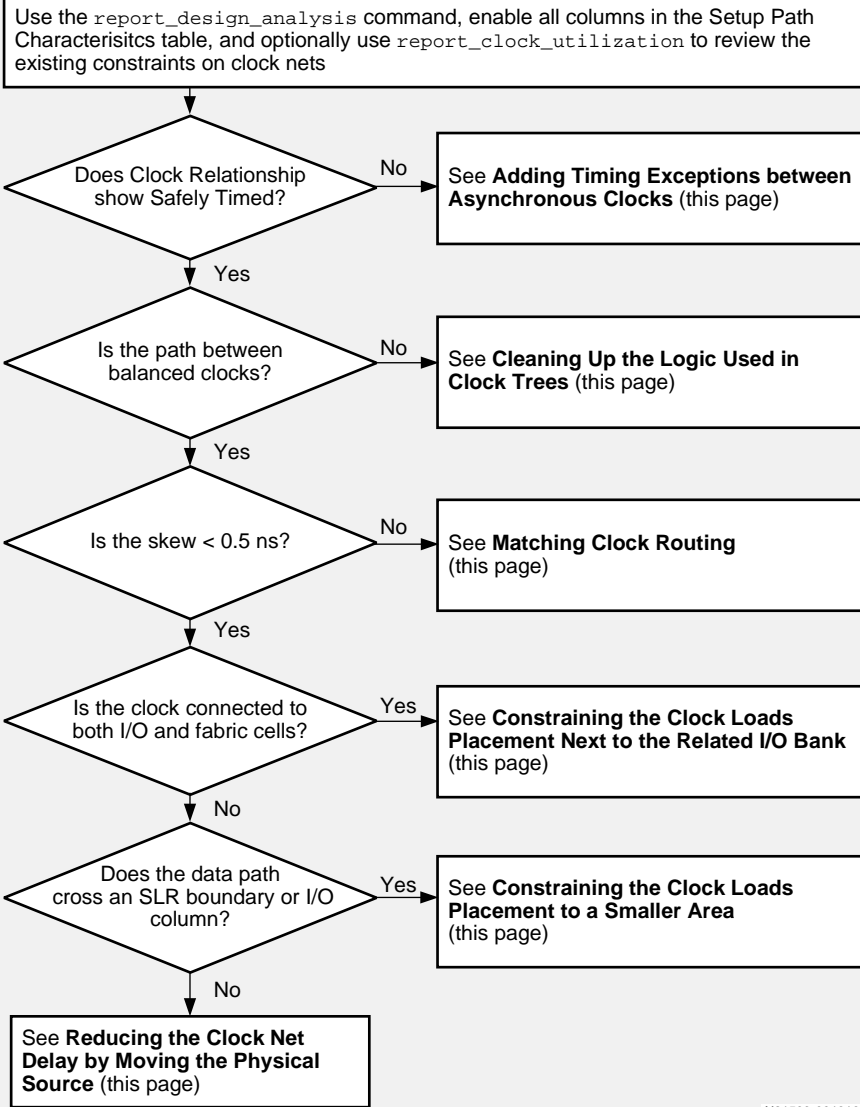 Use the report_design_analysis command, enable all columns in the Setup Path
Characterisitcs table, and optionally use report_clock_utilization to review the
existing constraints on clock nets
Does Clock Relationship
show Safely Timed?
No
See Adding Timing Exceptions between
Asynchronous Clocks (this page)
Yes
Is the path between
balanced clocks?
No
See Cleaning Up the Logic Used in
Clock Trees (this page)
Yes
Is the skew < 0.5 ns?
No
See Matching Clock Routing
(this page)
Yes
Is the clock connected to
both I/O and fabric cells?
Yes
See Constraining the Clock Loads
Placement Next to the Related I/O Bank
(this page)
No
Does the data path
cross an SLR boundary or I/O
column?
Yes
See Constraining the Clock Loads
Placement to a Smaller Area
(this page)
No
See Reducing the Clock Net
Delay by Moving the Physical
Source (this page)